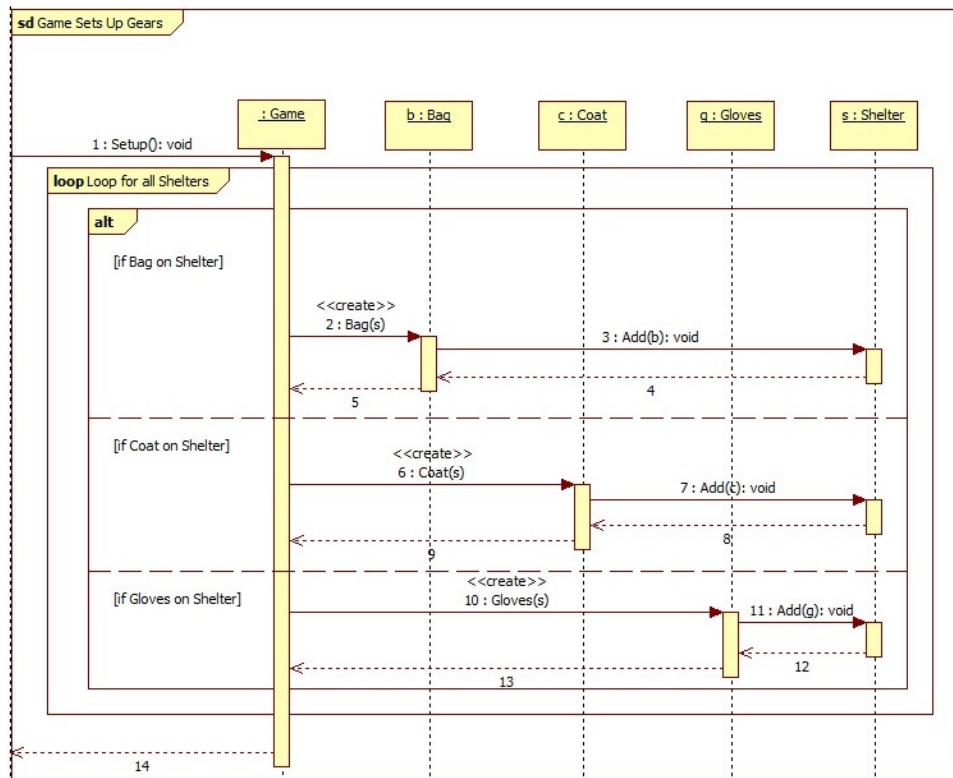 sd Game Sets Up Gears
: Game
b : Bag
c : Coat
g : Gloves
s : Shelter
1 : Setup(): void
loop Loop for all Shelters
alt
[if Bag on Shelter]
<<create>>
2 : Bag(s)
3 : Add(b): void
4
5
[if Coat on Shelter]
<<create>>
6 : Coat(s)
7 : Add(c): void
8
9
[if Gloves on Shelter]
<<create>>
10 : Gloves(s)
11 : Add(g): void
12
13
14